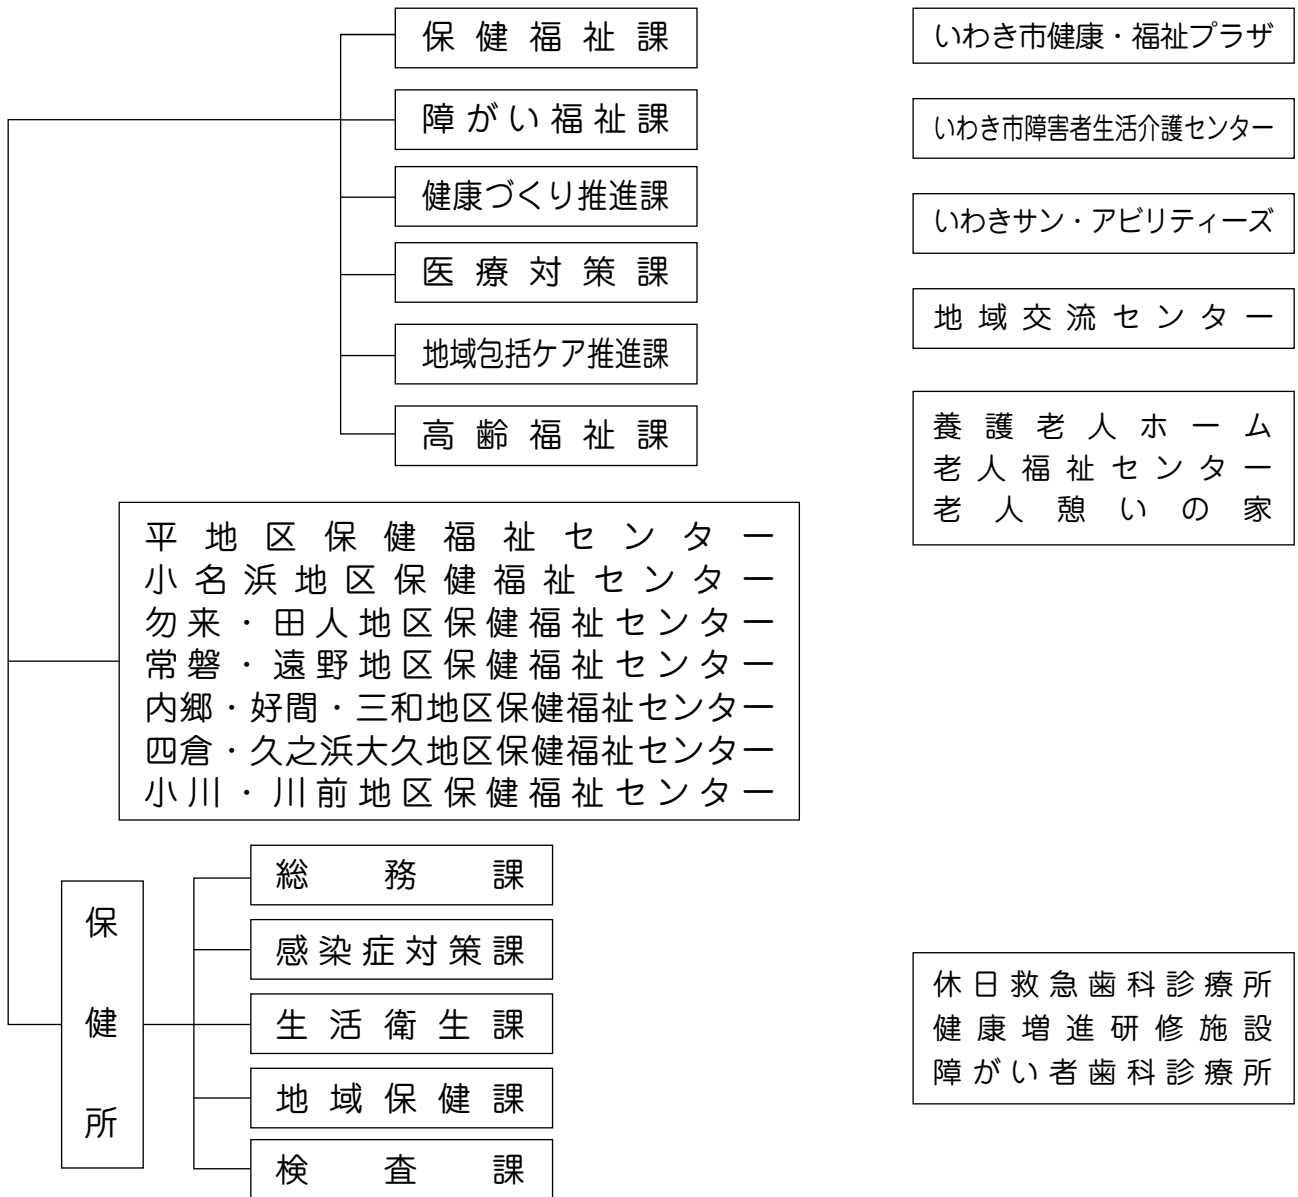 保健福祉課
障がい福祉課
健康づくり推進課
医療対策課
地域包括ケア推進課
高齢福祉課
平地区保健福祉センター
小名浜地区保健福祉センター
勿来・田人地区保健福祉センター
常磐・遠野地区保健福祉センター
内郷・好間・三和地区保健福祉センター
四倉・久之浜大久地区保健福祉センター
小川・川前地区保健福祉センター
保健所
総務課
感染症対策課
生活衛生課
地域保健課
検査課
いわき市健康・福祉プラザ
いわき市障害者生活介護センター
いわきサン・アビリティーズ
地域交流センター
養護老人ホーム
老人福祉センター
老人憩いの家
休日救急歯科診療所
健康増進研修施設
障がい者歯科診療所